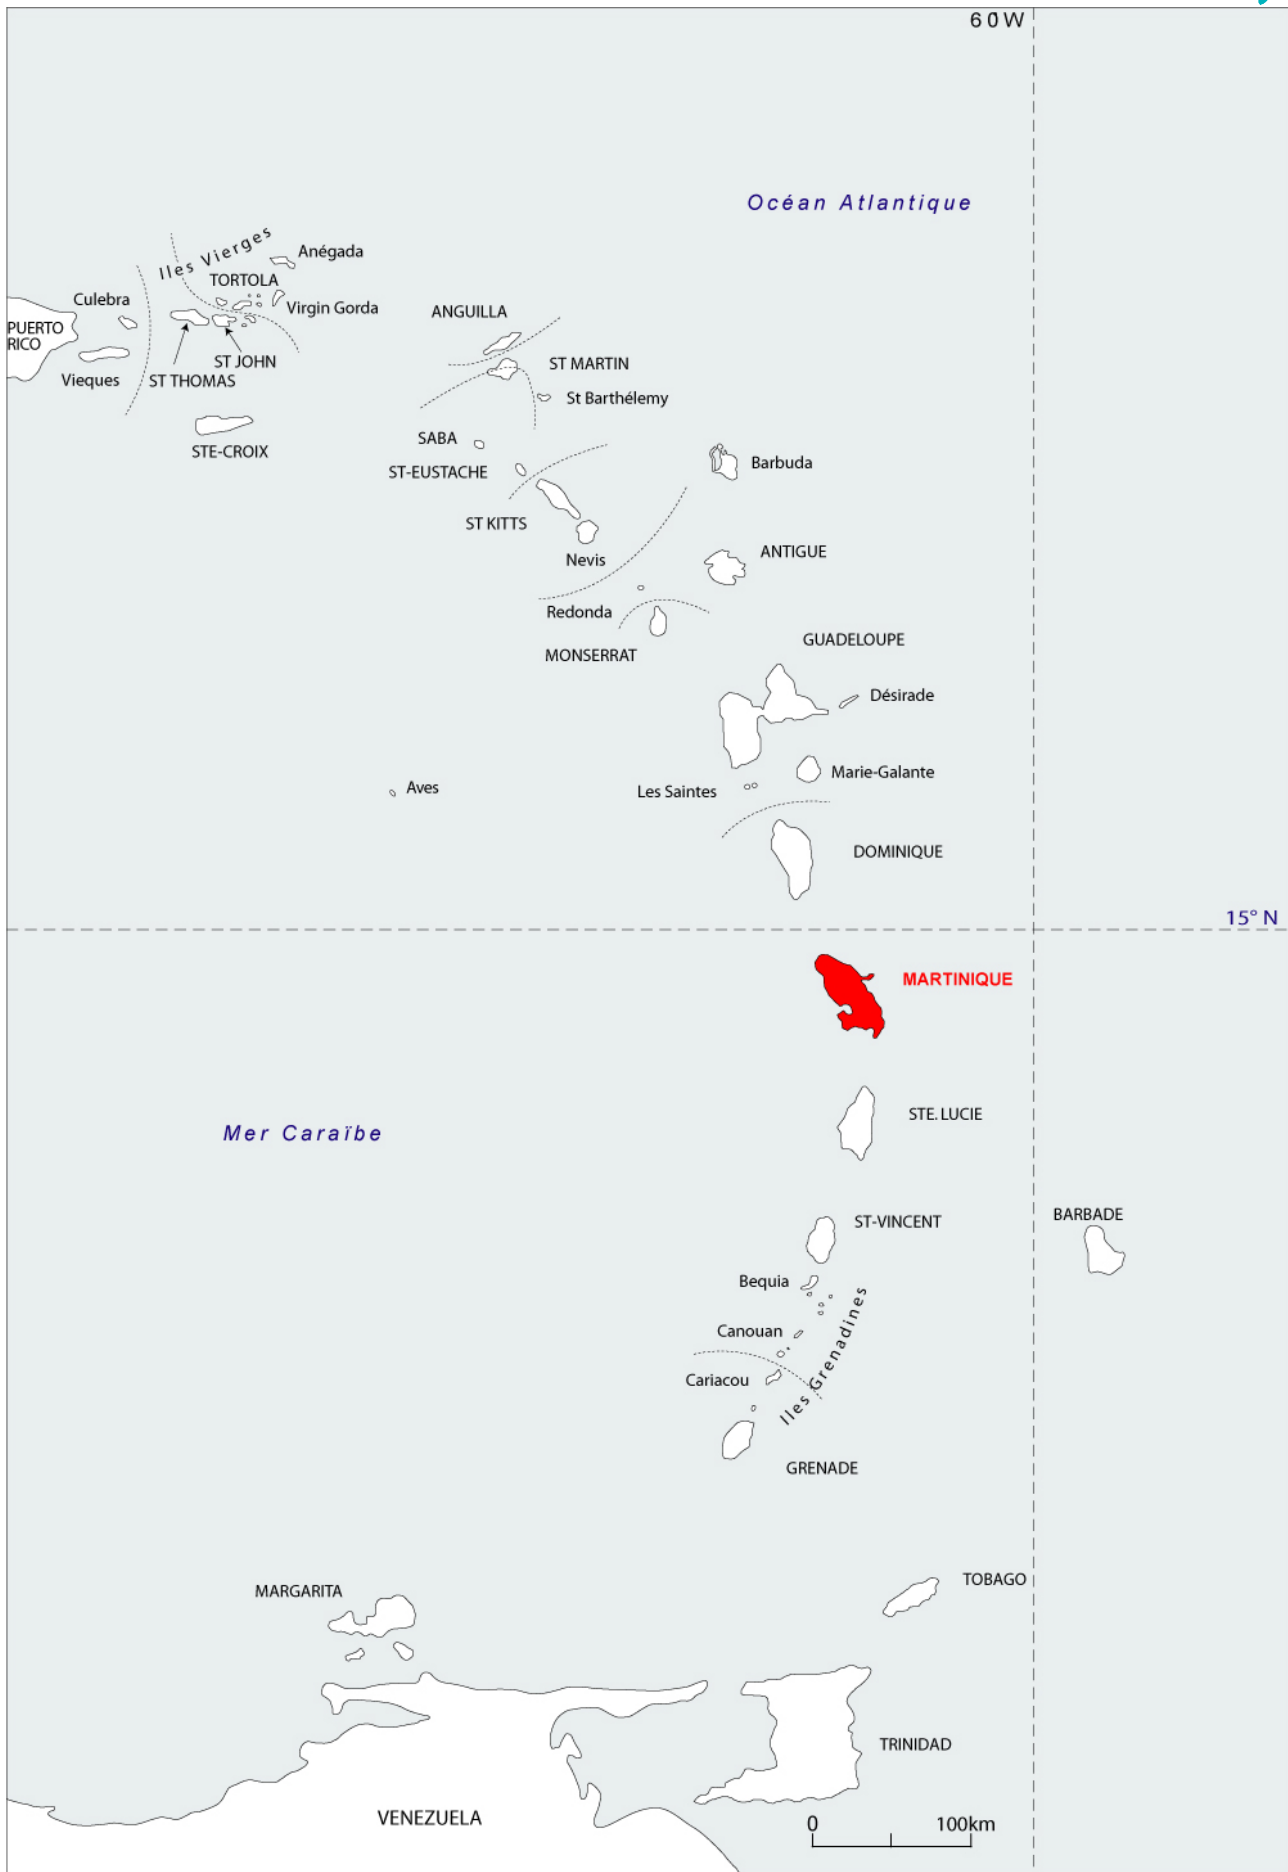 60W
Océan Atlantique
Iles Vierges
Anégada
TORTOLA
Culebra
Virgin Gorda
ANGUILLA
PUERTO
RICO
ST JOHN
ST MARTIN
Vieques
ST THOMAS
St Barthélemy
SABA
STE-CROIX
ST-EUSTACHE
Barbuda
ST KITTS
Nevis
ANTIGUE
Redonda
GUADELOUPE
MONSERRAT
Désirade
Marie-Galante
Aves
Les Saintes
DOMINIQUE
15° N
MARTINIQUE
STE. LUCIE
Mer Caraïbe
ST-VINCENT
BARBADE
Bequia
Canouan
Iles Grenadines
Cariacou
GRENADE
TOBAGO
MARGARITA
TRINIDAD
VENEZUELA
0 100km